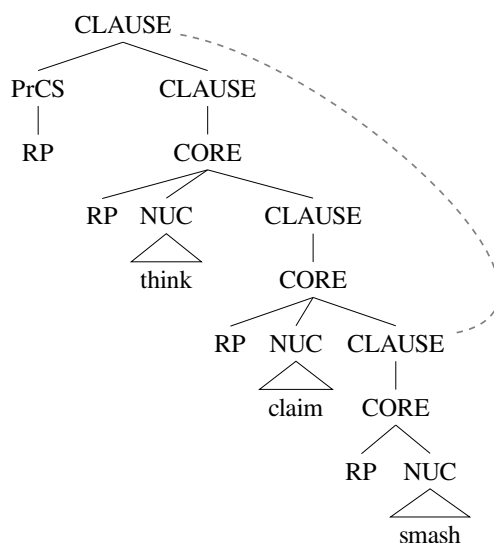 CLAUSE
PrCS CLAUSE
RP CORE
RP NUC CLAUSE
think CORE
RP NUC CLAUSE
claim CORE
RP NUC
smash